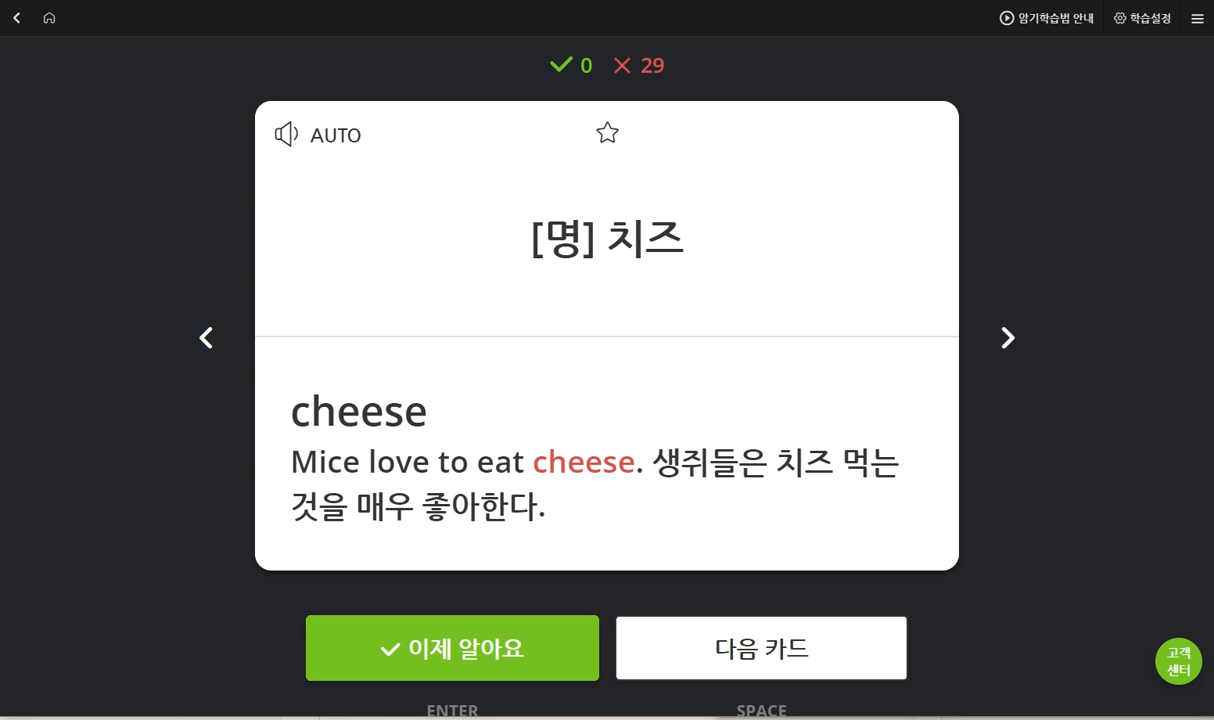 암기학습법 안내 학습설정
0 29
AUTO
[명] 치즈
cheese
Mice love to eat cheese. 생쥐들은 치즈 먹는
것을 매우 좋아한다.
이제 알아요 다음 카드
고객
센터
ENTER SPACE